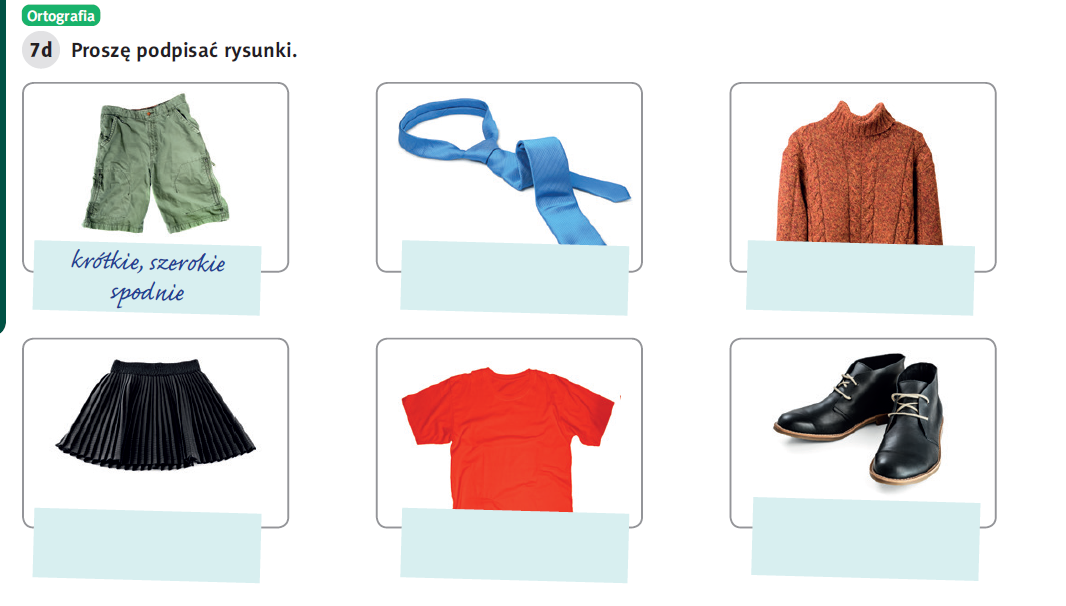 Ortografia
7d Proszę podpisać rysunki.
krótkie, szerokie
spodnie